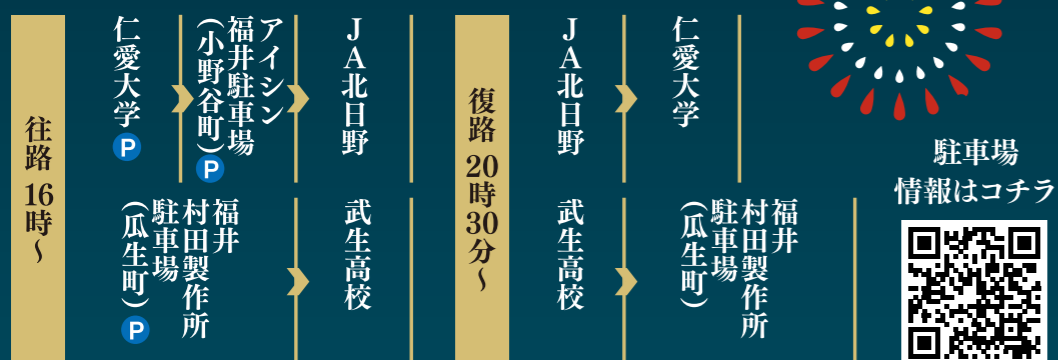 往路 16時~
仁愛大学 P
アイシン
福井駐車場
(小野谷町) P
JA北日野
福井
村田製作所
駐車場
(瓜生町) P
武生高校
復路 20時30分~
JA北日野
仁愛大学
武生高校
福井
村田製作所
駐車場
(瓜生町)
駐車場
情報はコチラ